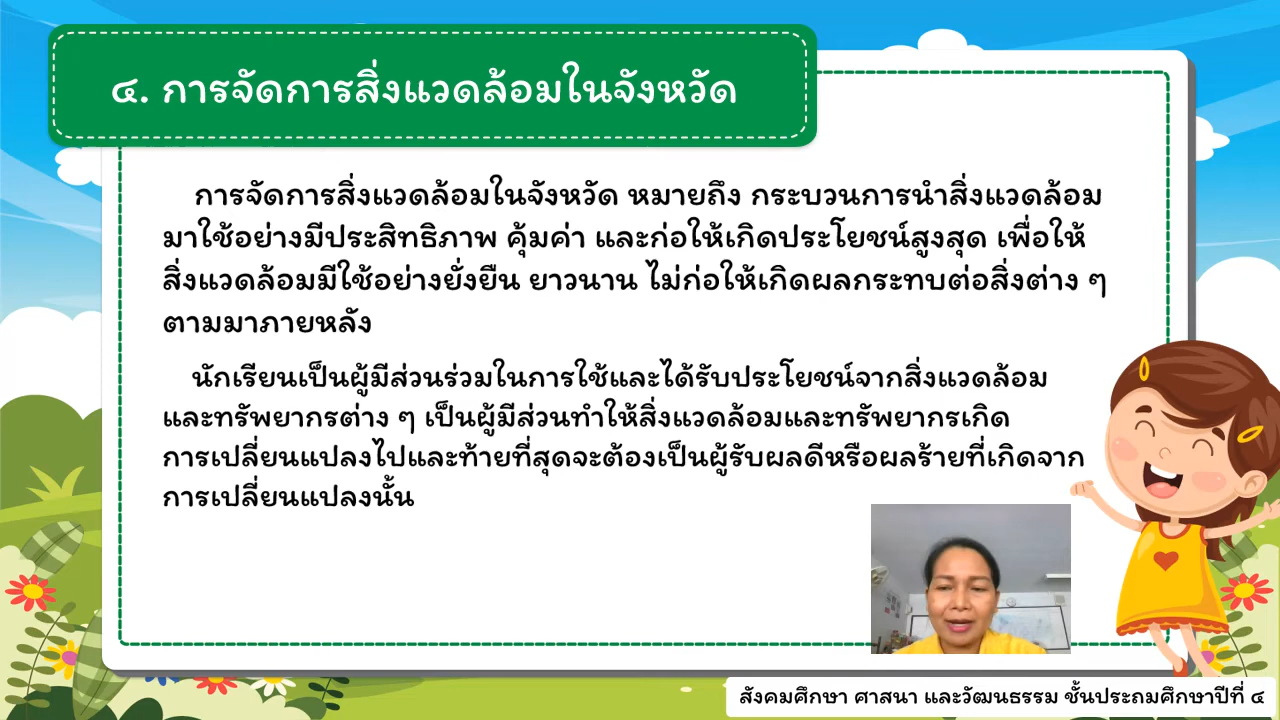 ๔. การจัดการสิ่งแวดล้อมในจังหวัด
การจัดการสิ่งแวดล้อมในจังหวัด หมายถึง กระบวนการนำสิ่งแวดล้อม
มาใช้อย่างมีประสิทธิภาพ คุ้มค่า และก่อให้เกิดประโยชน์สูงสุด เพื่อให้
สิ่งแวดล้อมมีใช้อย่างยั่งยืน ยาวนาน ไม่ก่อให้เกิดผลกระทบต่อสิ่งต่าง ๆ
ตามมาภายหลัง
นักเรียนเป็นผู้มีส่วนร่วมในการใช้และได้รับประโยชน์จากสิ่งแวดล้อม
และทรัพยากรต่าง ๆ เป็นผู้มีส่วนทำให้สิ่งแวดล้อมและทรัพยากรเกิด
การเปลี่ยนแปลงไปและท้ายที่สุดจะต้องเป็นผู้รับผลดีหรือผลร้ายที่เกิดจาก
การเปลี่ยนแปลงนั้น
สังคมศึกษา ศาสนา และวัฒนธรรม ชั้นประถมศึกษาปีที่ ๔